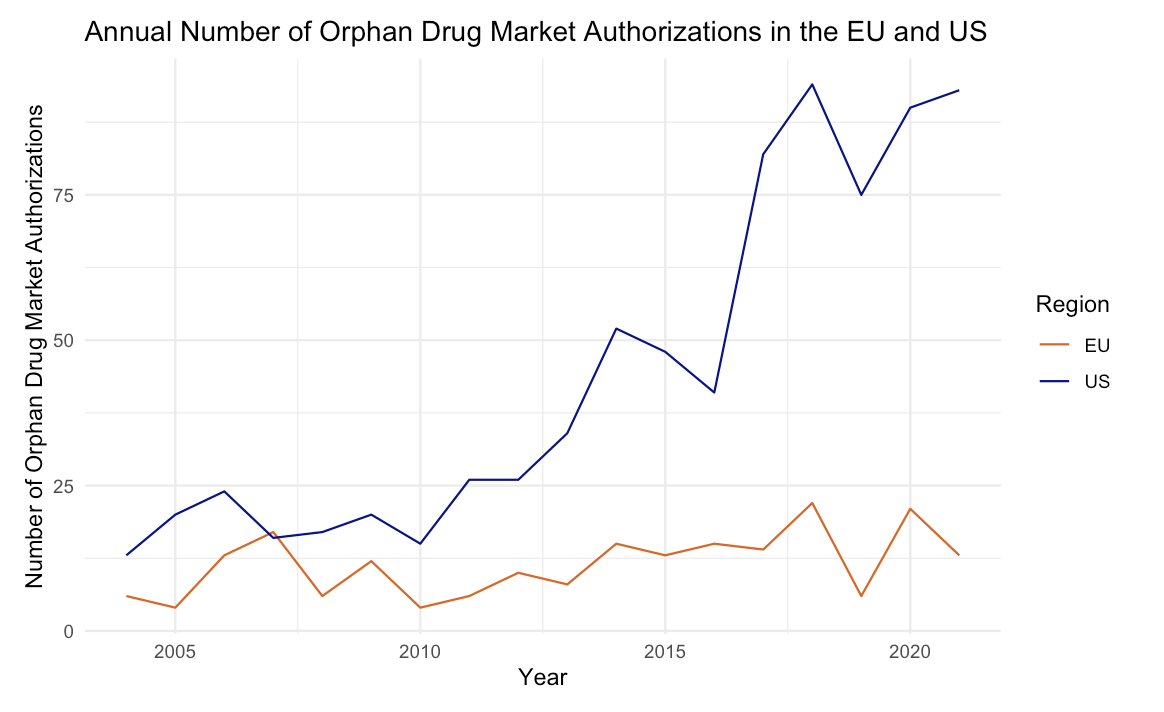 Annual Number of Orphan Drug Market Authorizations in the EU and US
Number of Orphan Drug Market Authorizations
75
50
25
0
2005 2010 2015 2020
Year
Region
EU
US